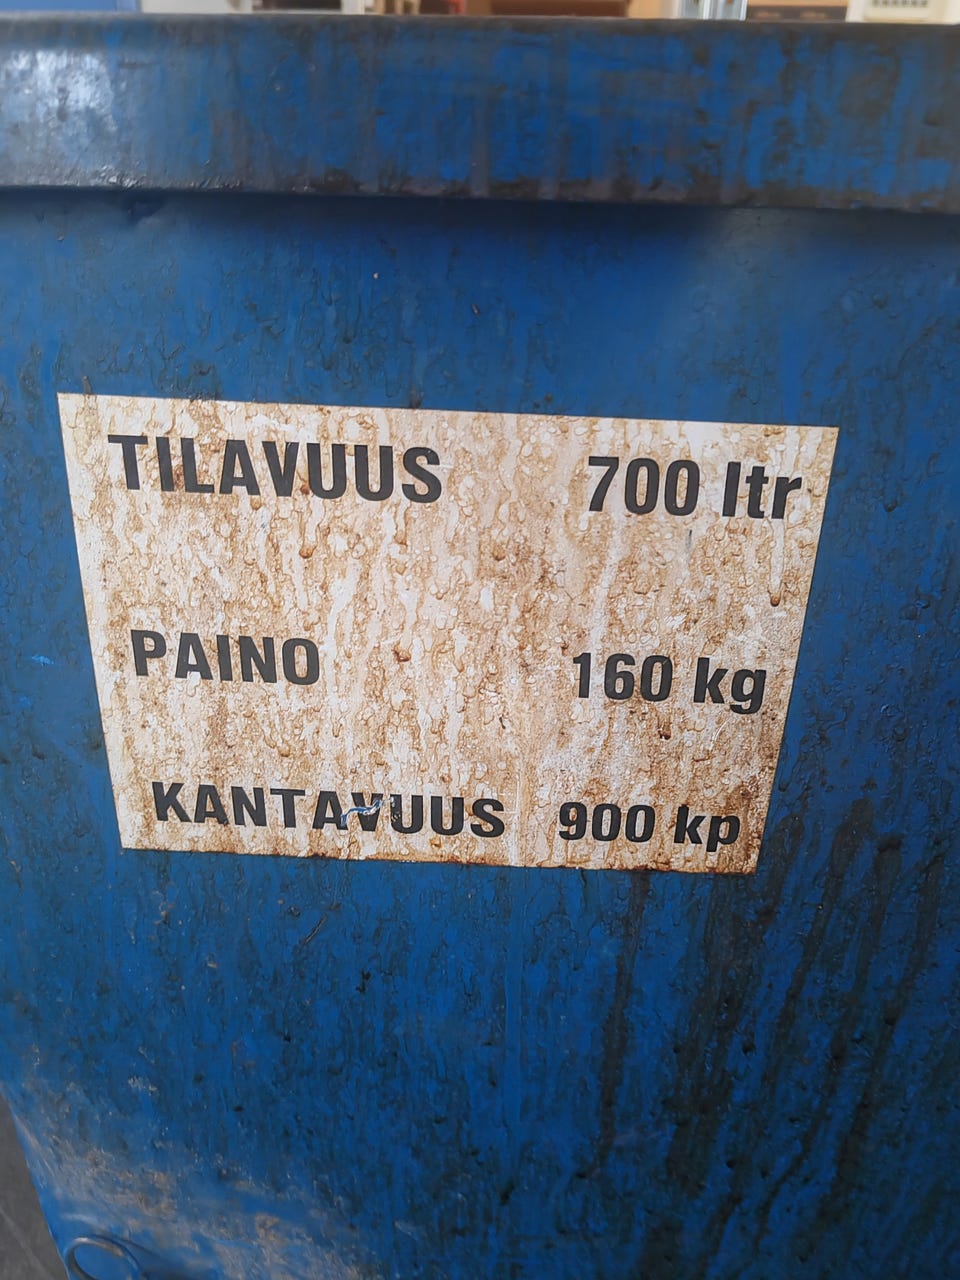 TILAVUUS 700 ltr
PAINO 160 kg
KANTAVUUS 900 kp